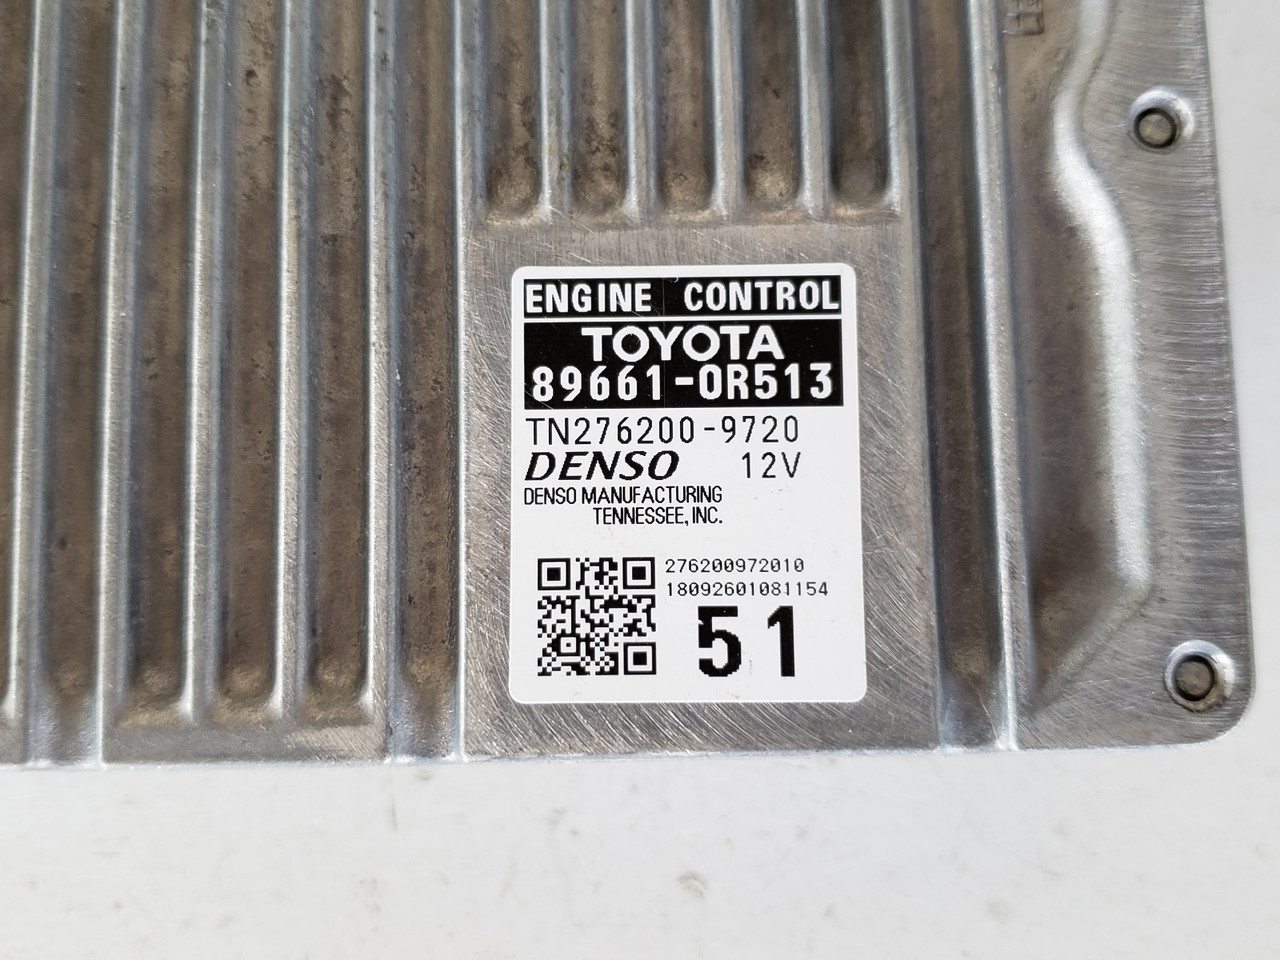 ENGINE CONTROL
TOYOTA
89661-0R513
TN276200-9720
DENSO 12V
DENSO MANUFACTURING
TENNESSEE, INC.
276200972010
18092601081154
51